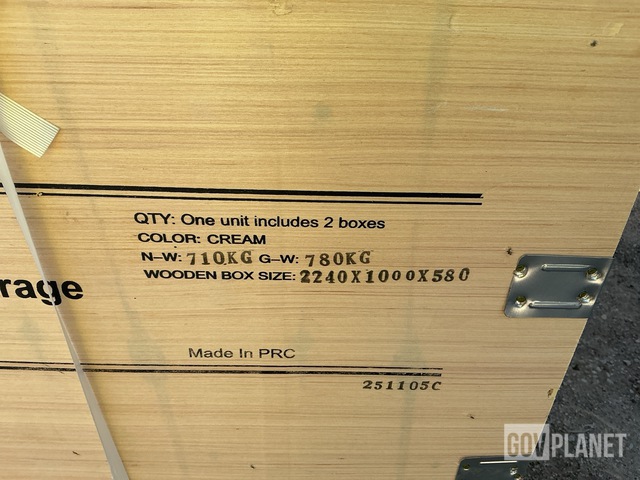 QTY: One unit includes 2 boxes
COLOR: CREAM
N-W: 710KG G-W: 780KG
WOODEN BOX SIZE: 2240X1000X580
rage
Made In PRC
251105C
GOVPLANET